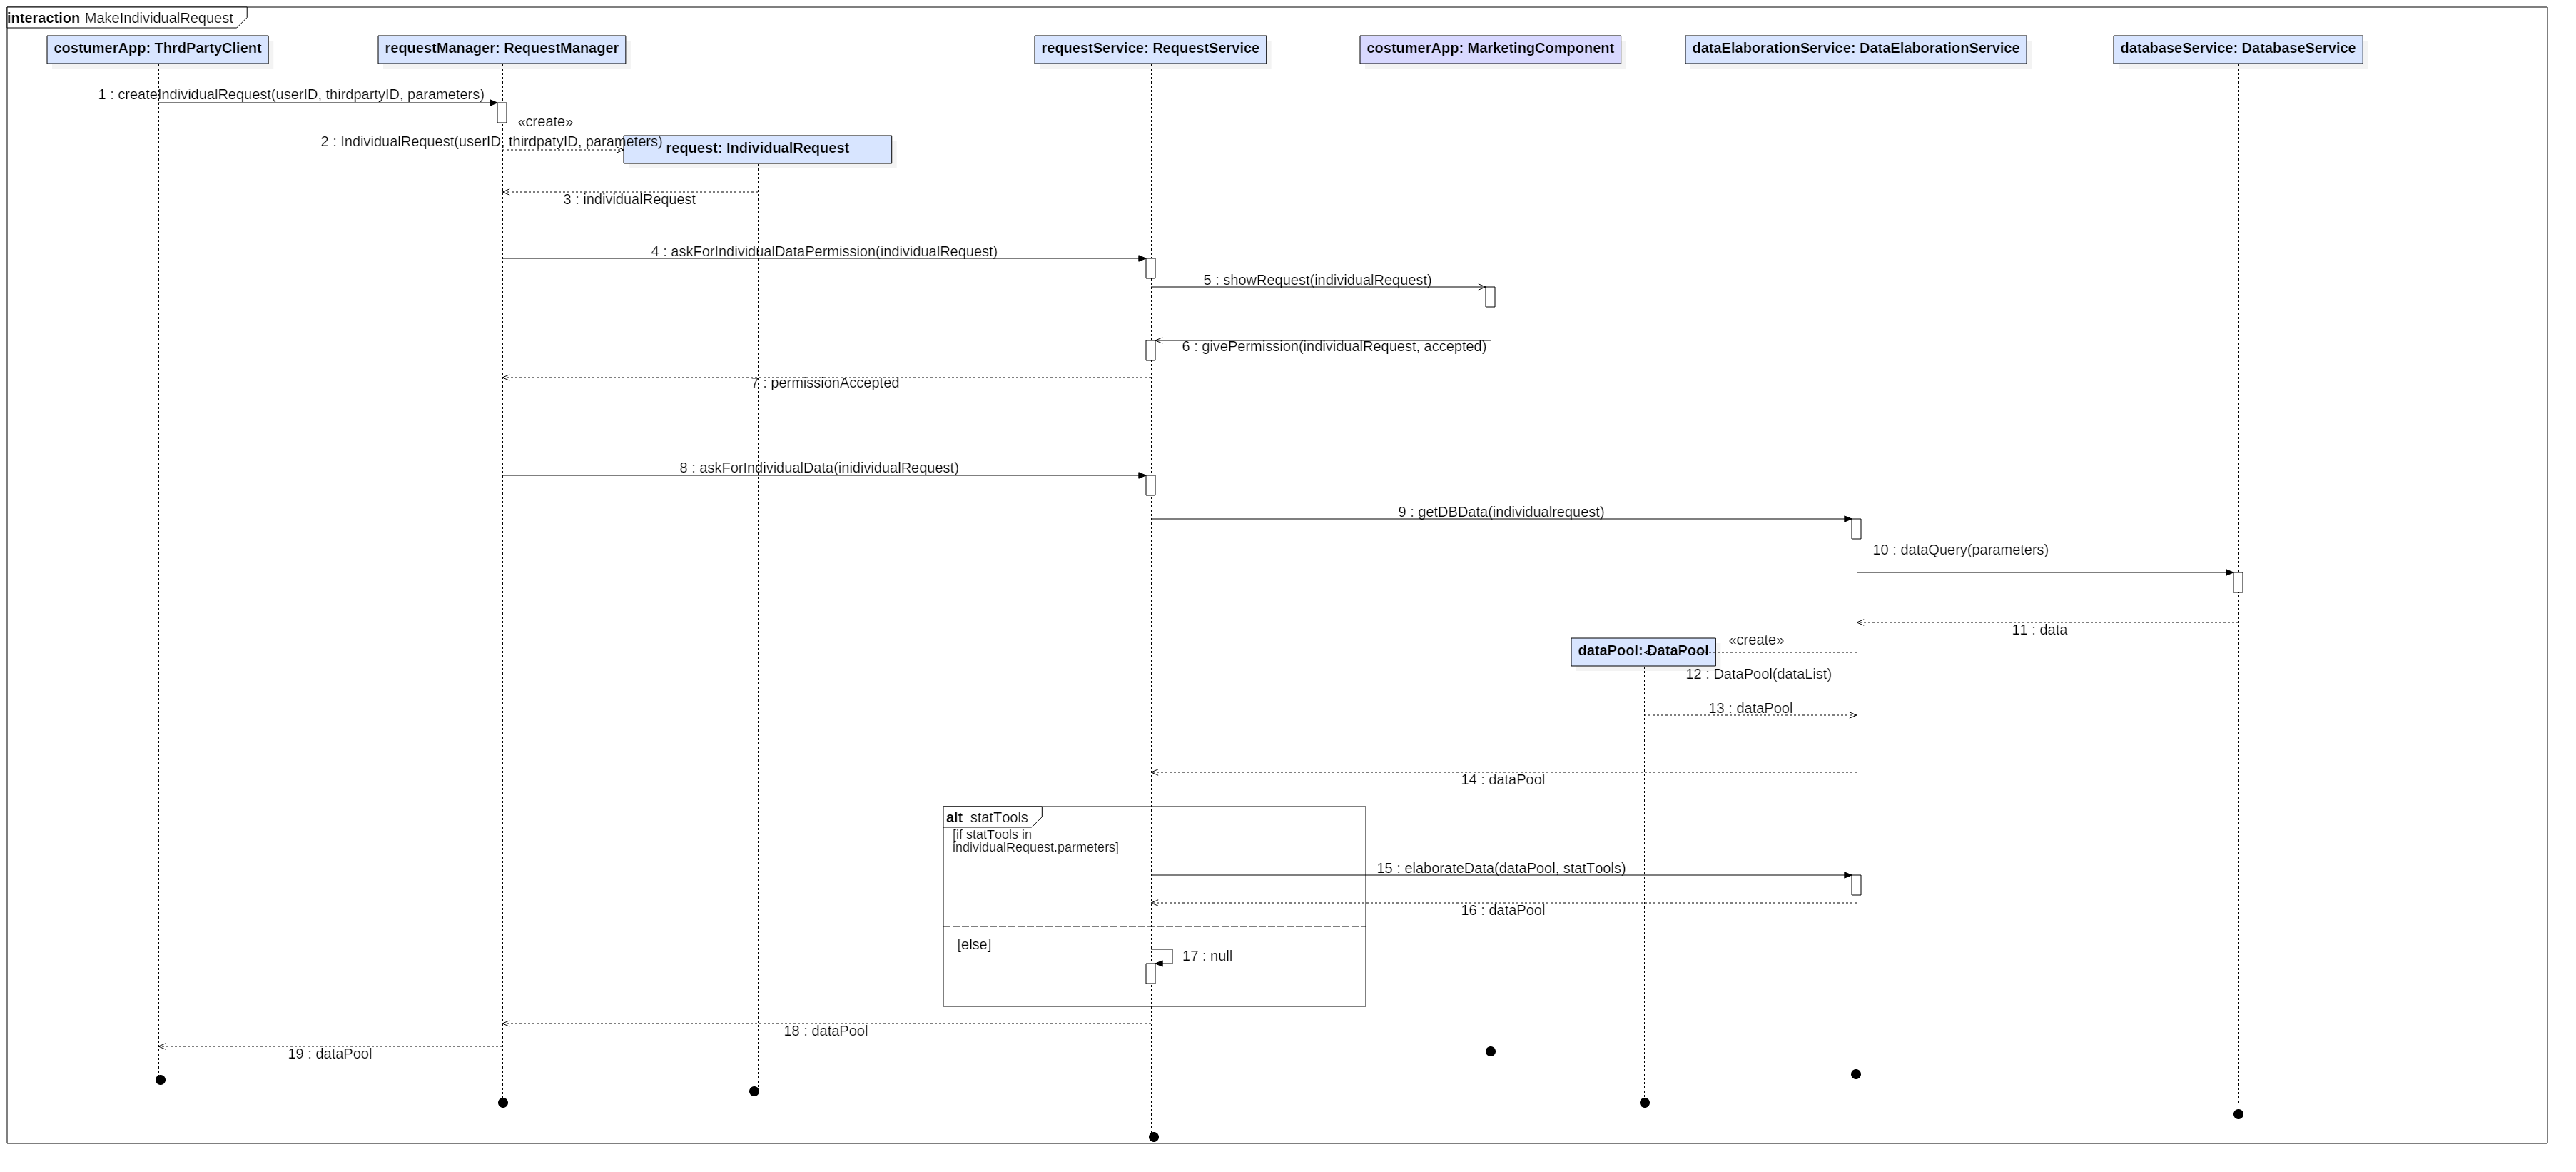 interaction MakeIndividualRequest
costumerApp: ThrdPartyClient
requestManager: RequestManager
requestService: RequestService
costumerApp: MarketingComponent
dataElaborationService: DataElaborationService
databaseService: DatabaseService
1 : createIndividualRequest(userID, thirdpartyID, parameters)
«create»
2 : IndividualRequest(userID, thirdpatyID, parameters)
request: IndividualRequest
3 : individualRequest
4 : askForIndividualDataPermission(individualRequest)
5 : showRequest(individualRequest)
6 : givePermission(individualRequest, accepted)
7 : permissionAccepted
8 : askForIndividualData(inidividualRequest)
9 : getDBData(individualrequest)
10 : dataQuery(parameters)
11 : data
«create»
dataPool: DataPool
12 : DataPool(dataList)
13 : dataPool
14 : dataPool
alt statTools
[if statTools in
individualRequest.parmeters]
15 : elaborateData(dataPool, statTools)
16 : dataPool
[else]
17 : null
18 : dataPool
19 : dataPool